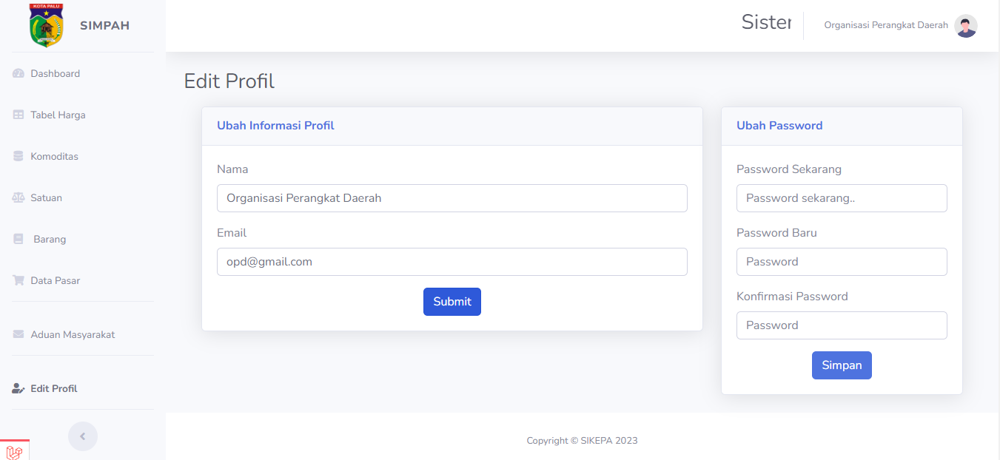 KOTA PALU
SIMPAH
Sister
Organisasi Perangkat Daerah
Dashboard
Tabel Harga
Komoditas
Satuan
Barang
Data Pasar
Aduan Masyarakat
Edit Profil
Edit Profil
Ubah Informasi Profil
Nama
Organisasi Perangkat Daerah
Email
opd@gmail.com
Submit
Ubah Password
Password Sekarang
Password sekarang..
Password Baru
Password
Konfirmasi Password
Password
Simpan
Copyright © SIKEPA 2023